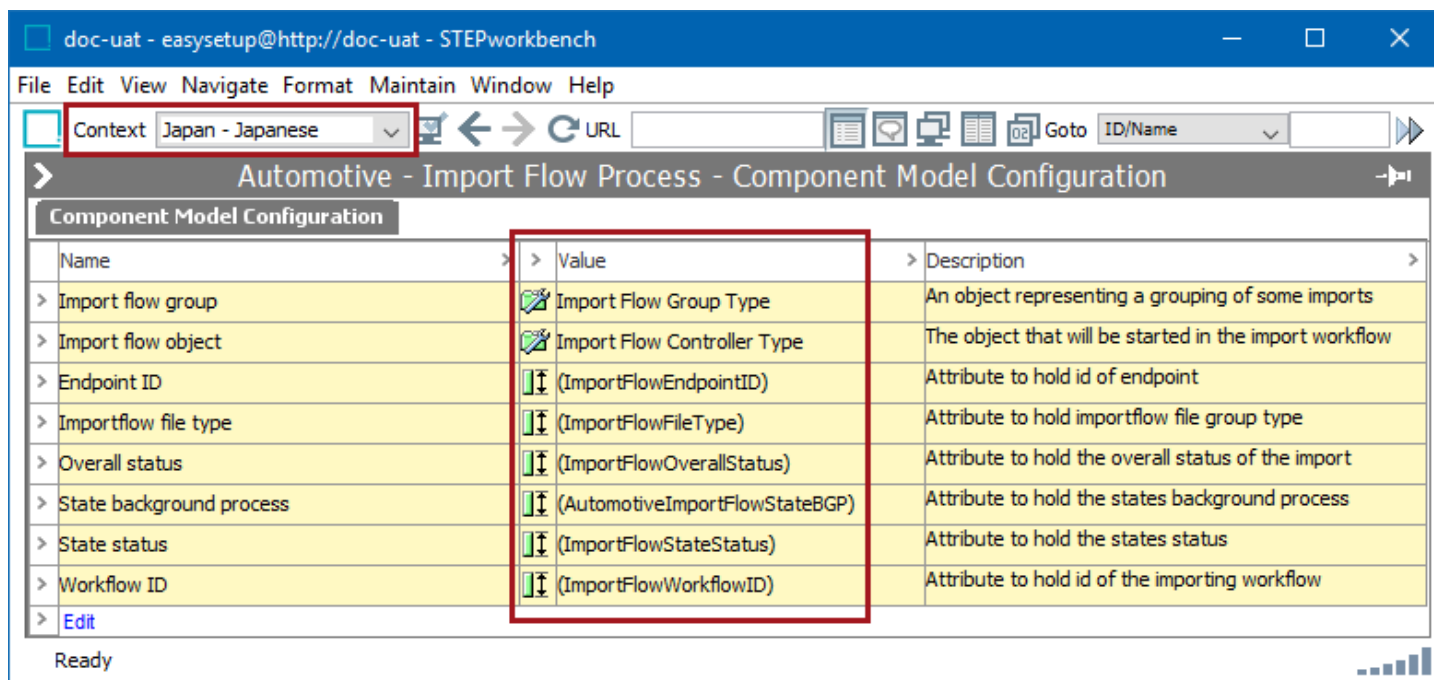 doc-uat - easysetup@http://doc-uat - STEPworkbench
File Edit View Navigate Format Maintain Window Help
Context Japan - Japanese URL 02 Goto ID/Name
Automotive - Import Flow Process - Component Model Configuration
Component Model Configuration
Name > > Value > Description >
> Import flow group Import Flow Group Type An object representing a grouping of some imports
> Import flow object Import Flow Controller Type The object that will be started in the import workflow
> Endpoint ID (ImportFlowEndpointID) Attribute to hold id of endpoint
> Importflow file type (ImportFlowFileType) Attribute to hold importflow file group type
> Overall status (ImportFlowOverallStatus) Attribute to hold the overall status of the import
> State background process (AutomotiveImportFlowStateBGP) Attribute to hold the states background process
> State status (ImportFlowStateStatus) Attribute to hold the states status
> Workflow ID (ImportFlowWorkflowID) Attribute to hold id of the importing workflow
> Edit
Ready